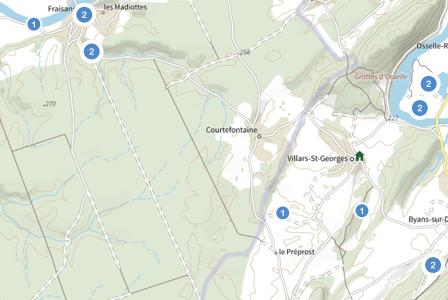 Fraisans
les Madiottes
2
1
2
256
Osselle-R
Grottes d'Osselle
2
270
2
227
Courtefontaine
Villars-St-Georges
1
1
Byans-sur-D
le Préprost
2